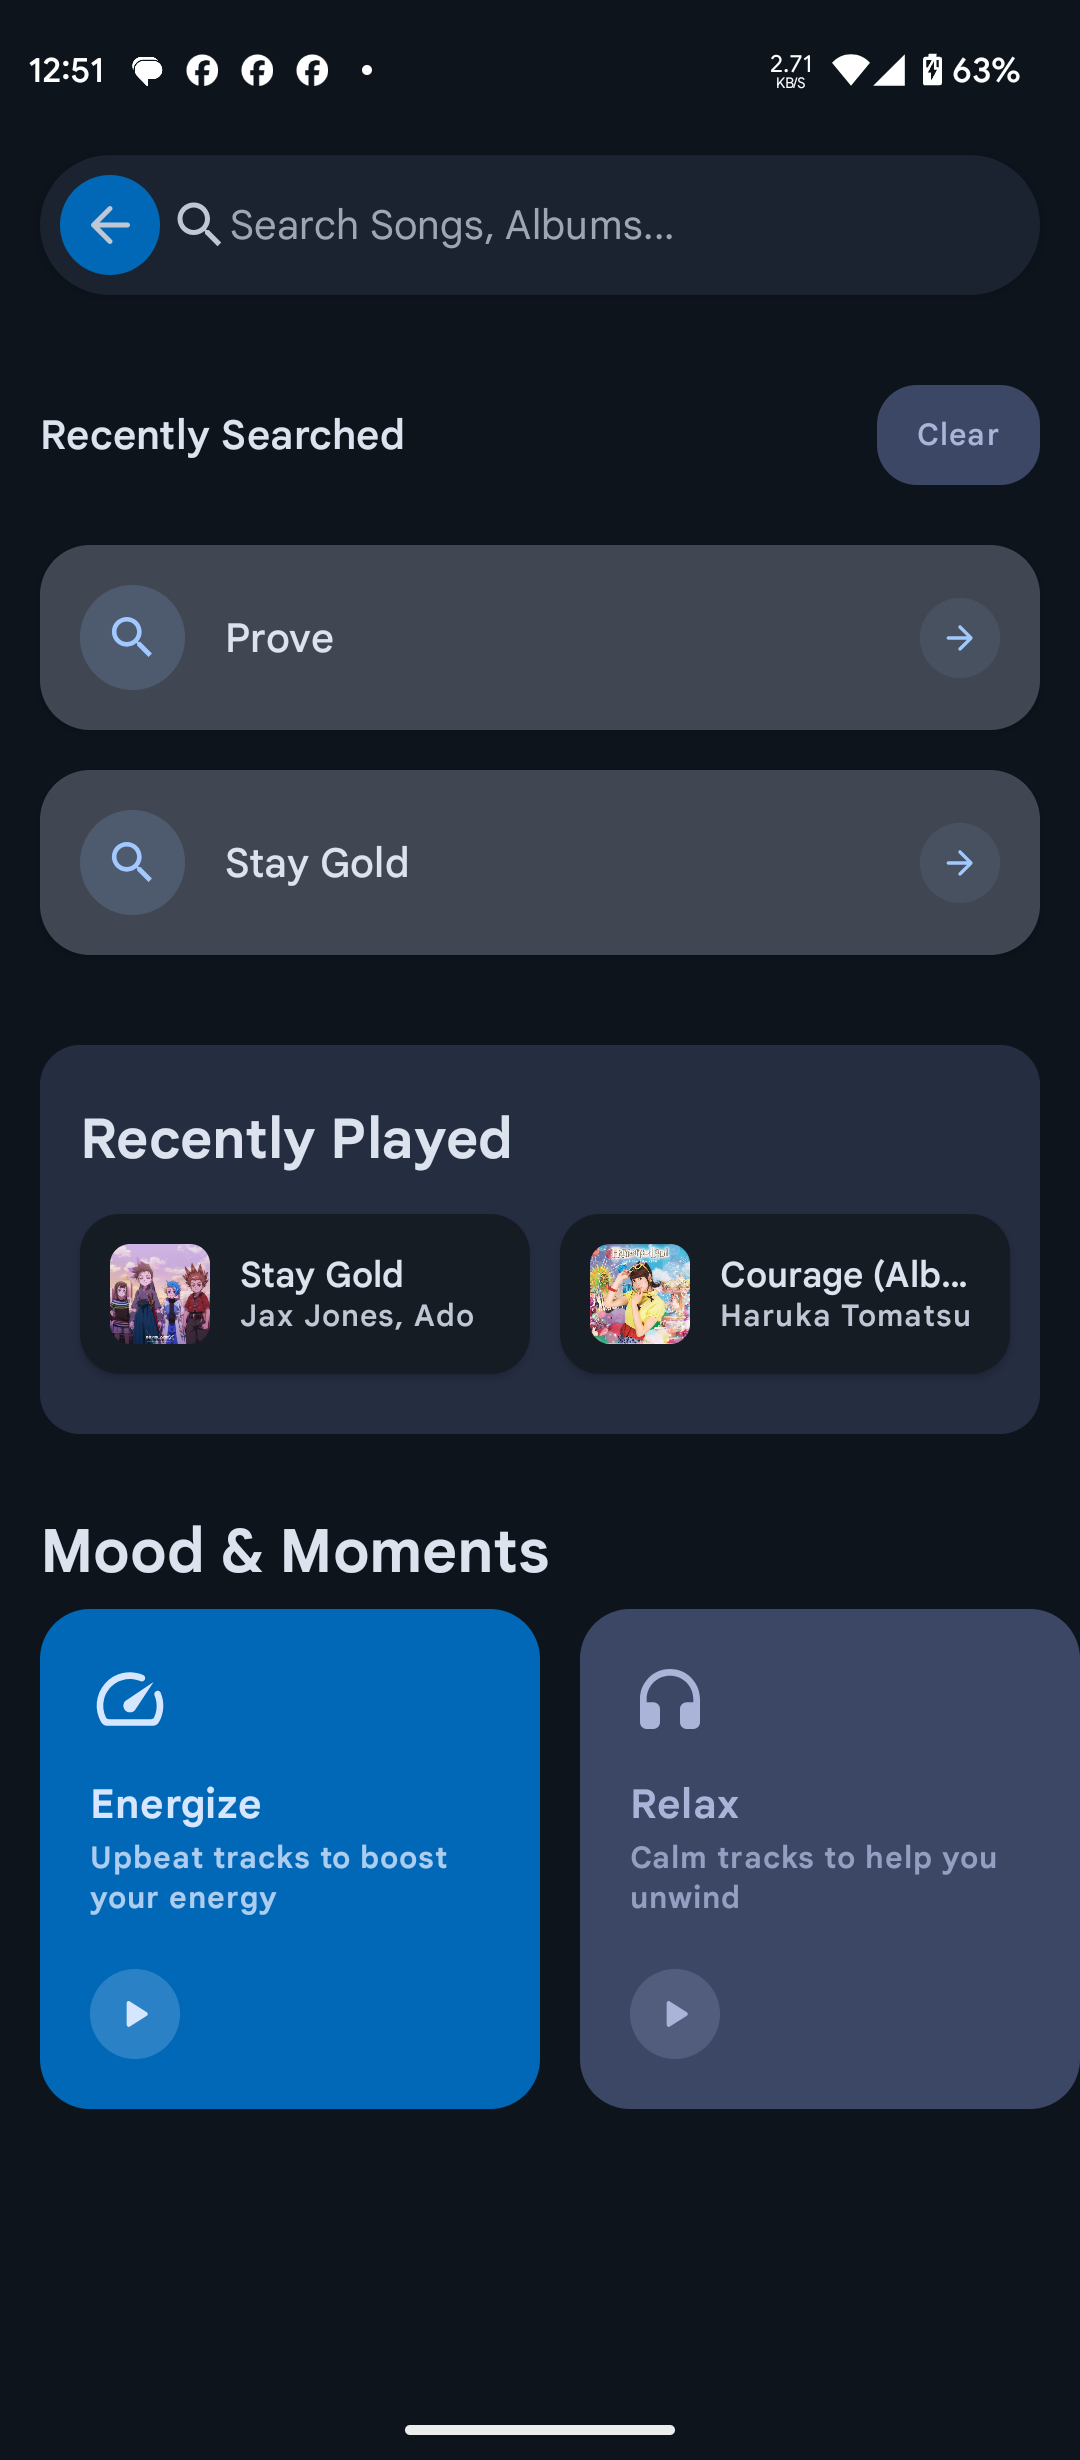 12:51
2.71
KB/S
63%
Search Songs, Albums...
Recently Searched
Clear
Prove
Stay Gold
Recently Played
Stay Gold
Jax Jones, Ado
Courage (Alb...
Haruka Tomatsu
Mood & Moments
Energize
Upbeat tracks to boost
your energy
Relax
Calm tracks to help you
unwind